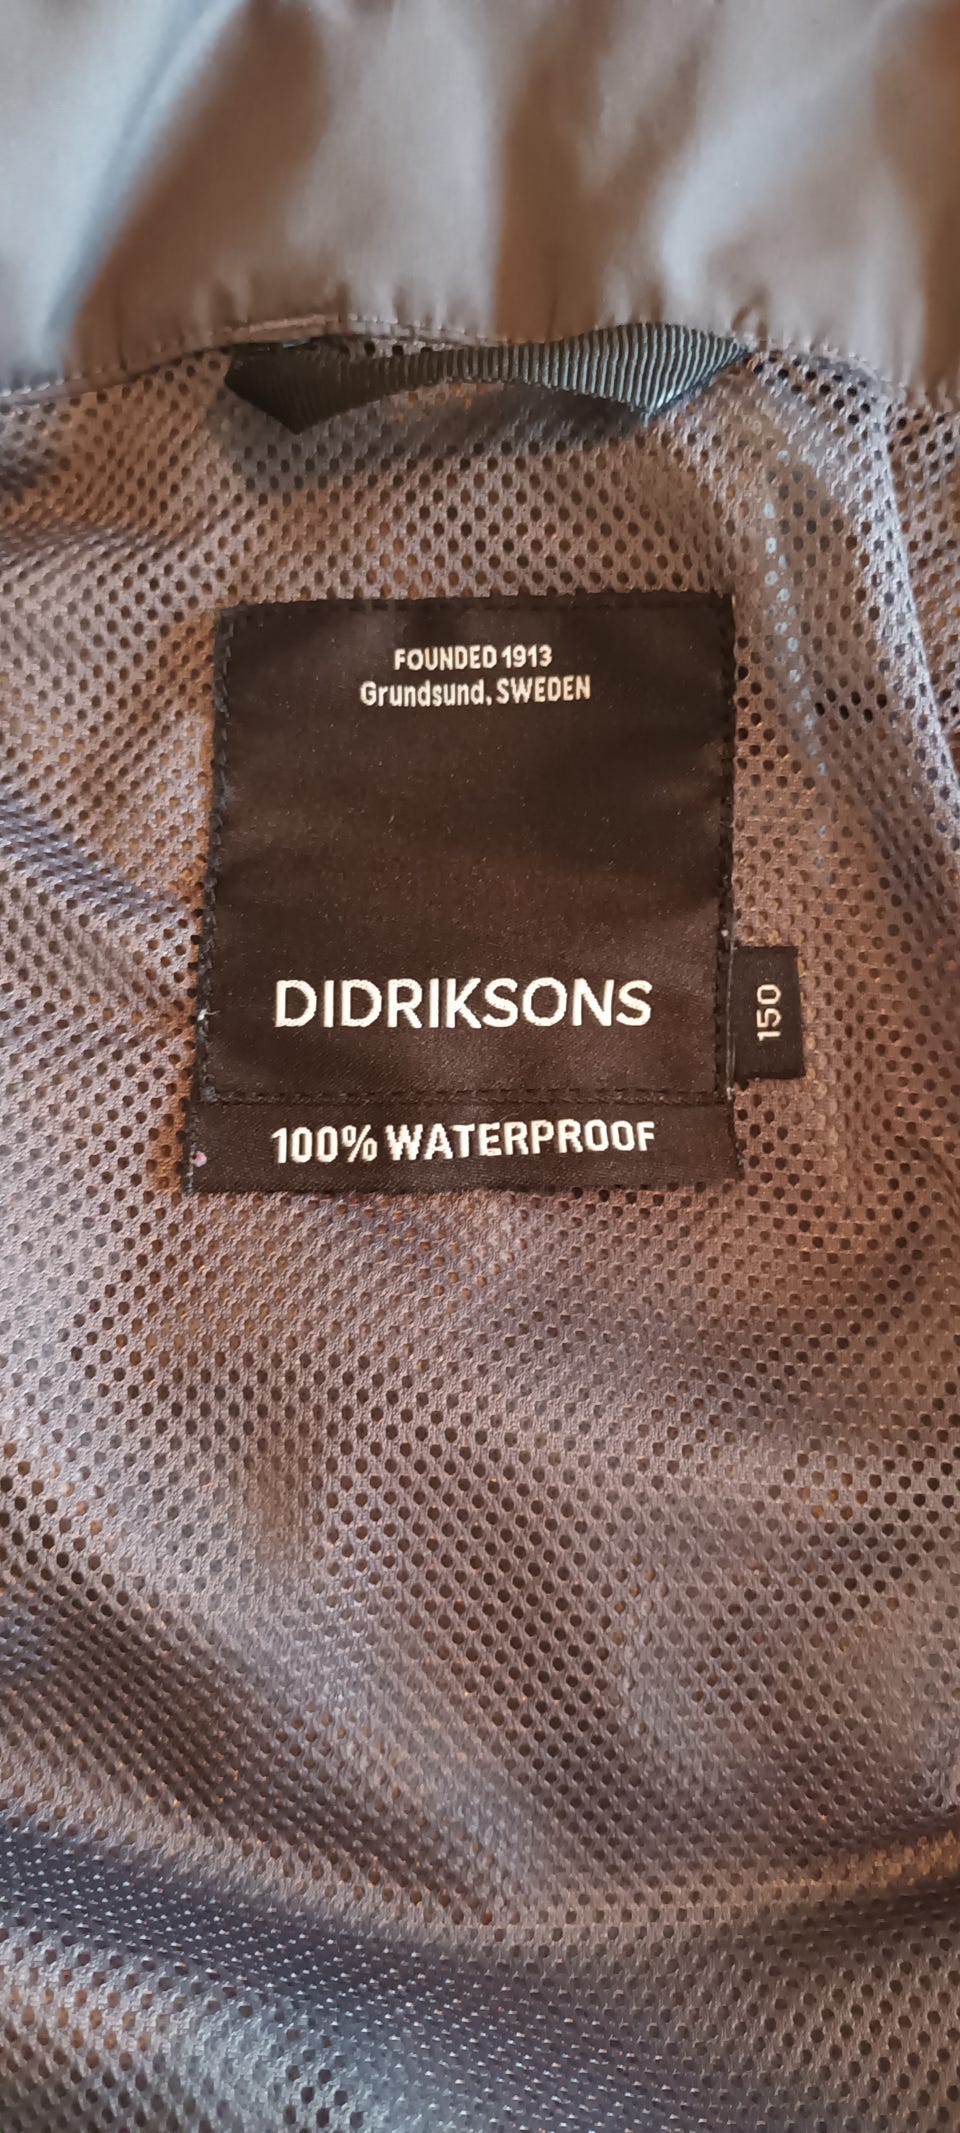 FOUNDED 1913
Grundsund, SWEDEN
DIDRIKSONS
150
100% WATERPROOF